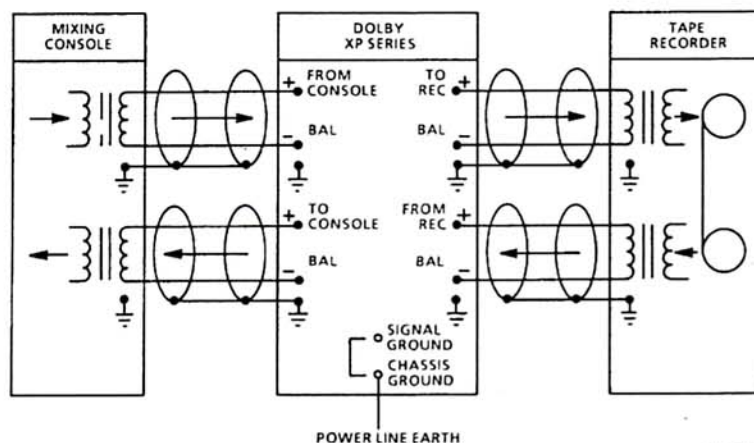 MIXING
CONSOLE
DOLBY
XP SERIES
TAPE
RECORDER
+ FROM
CONSOLE
TO +
REC
- BAL
BAL -
+ TO
CONSOLE
FROM +
REC
- BAL
BAL -
SIGNAL
GROUND
CHASSIS
GROUND
POWER LINE EARTH